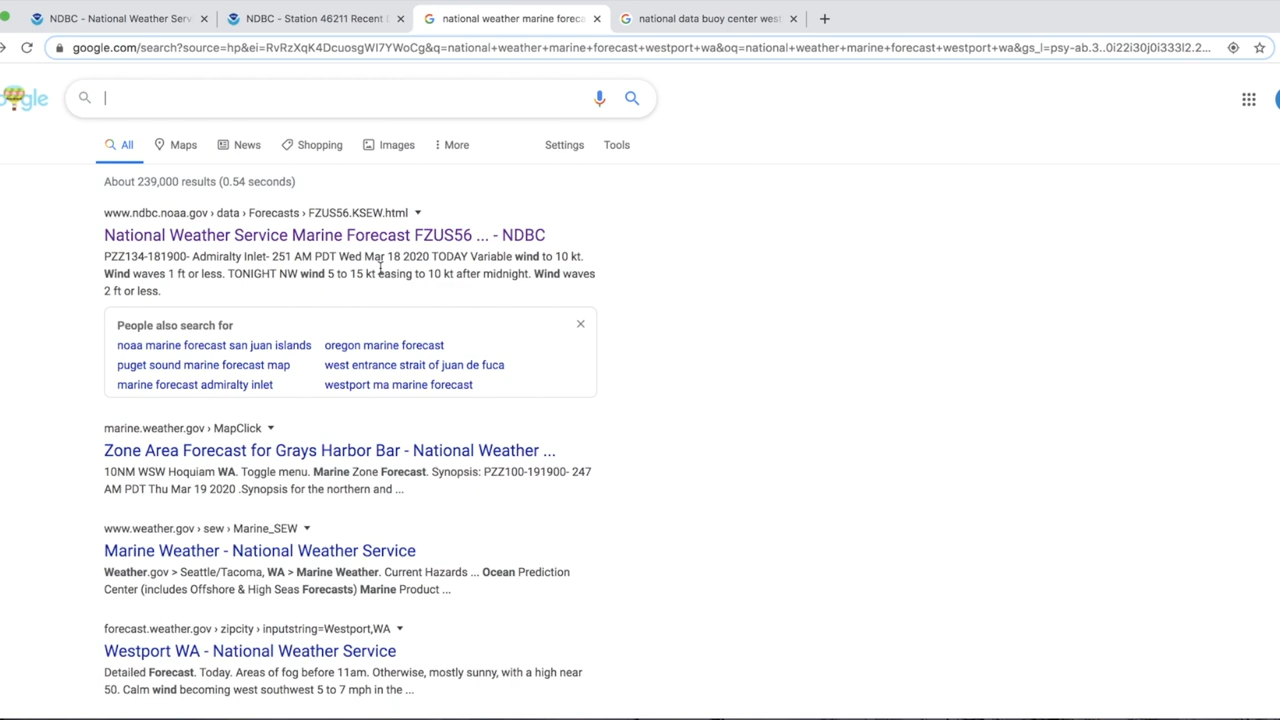 NDBC - National Weather Serv
NDBC - Station 46211 Recent
national weather marine foreca
national data buoy center west
google.com/search?source=hp&ei=RvRzXqK4DcuosgWI7YWoCg&q=national+weather+marine+forecast+westport+wa&oq=national+weather+marine+forecast+westport+wa&gs_l=psy-ab.3..0i22i30j0i333l2.2...
All Maps News Shopping Images More Settings Tools
About 239,000 results (0.54 seconds)
www.ndbc.noaa.gov › data › Forecasts › FZUS56.KSEW.html
National Weather Service Marine Forecast FZUS56 ... - NDBC
PZZ134-181900- Admiralty Inlet- 251 AM PDT Wed Mar 18 2020 TODAY Variable wind to 10 kt.
Wind waves 1 ft or less. TONIGHT NW wind 5 to 15 kt easing to 10 kt after midnight. Wind waves
2 ft or less.
People also search for
noaa marine forecast san juan islands oregon marine forecast
puget sound marine forecast map west entrance strait of juan de fuca
marine forecast admiralty inlet westport ma marine forecast
marine.weather.gov › MapClick
Zone Area Forecast for Grays Harbor Bar - National Weather ...
10NM WSW Hoquiam WA. Toggle menu. Marine Zone Forecast. Synopsis: PZZ100-191900- 247
AM PDT Thu Mar 19 2020 .Synopsis for the northern and ...
www.weather.gov › sew › Marine_SEW
Marine Weather - National Weather Service
Weather.gov > Seattle/Tacoma, WA > Marine Weather. Current Hazards ... Ocean Prediction
Center (includes Offshore & High Seas Forecasts) Marine Product ...
forecast.weather.gov › zipcity › inputstring=Westport,WA
Westport WA - National Weather Service
Detailed Forecast. Today. Areas of fog before 11am. Otherwise, mostly sunny, with a high near
50. Calm wind becoming west southwest 5 to 7 mph in the ...